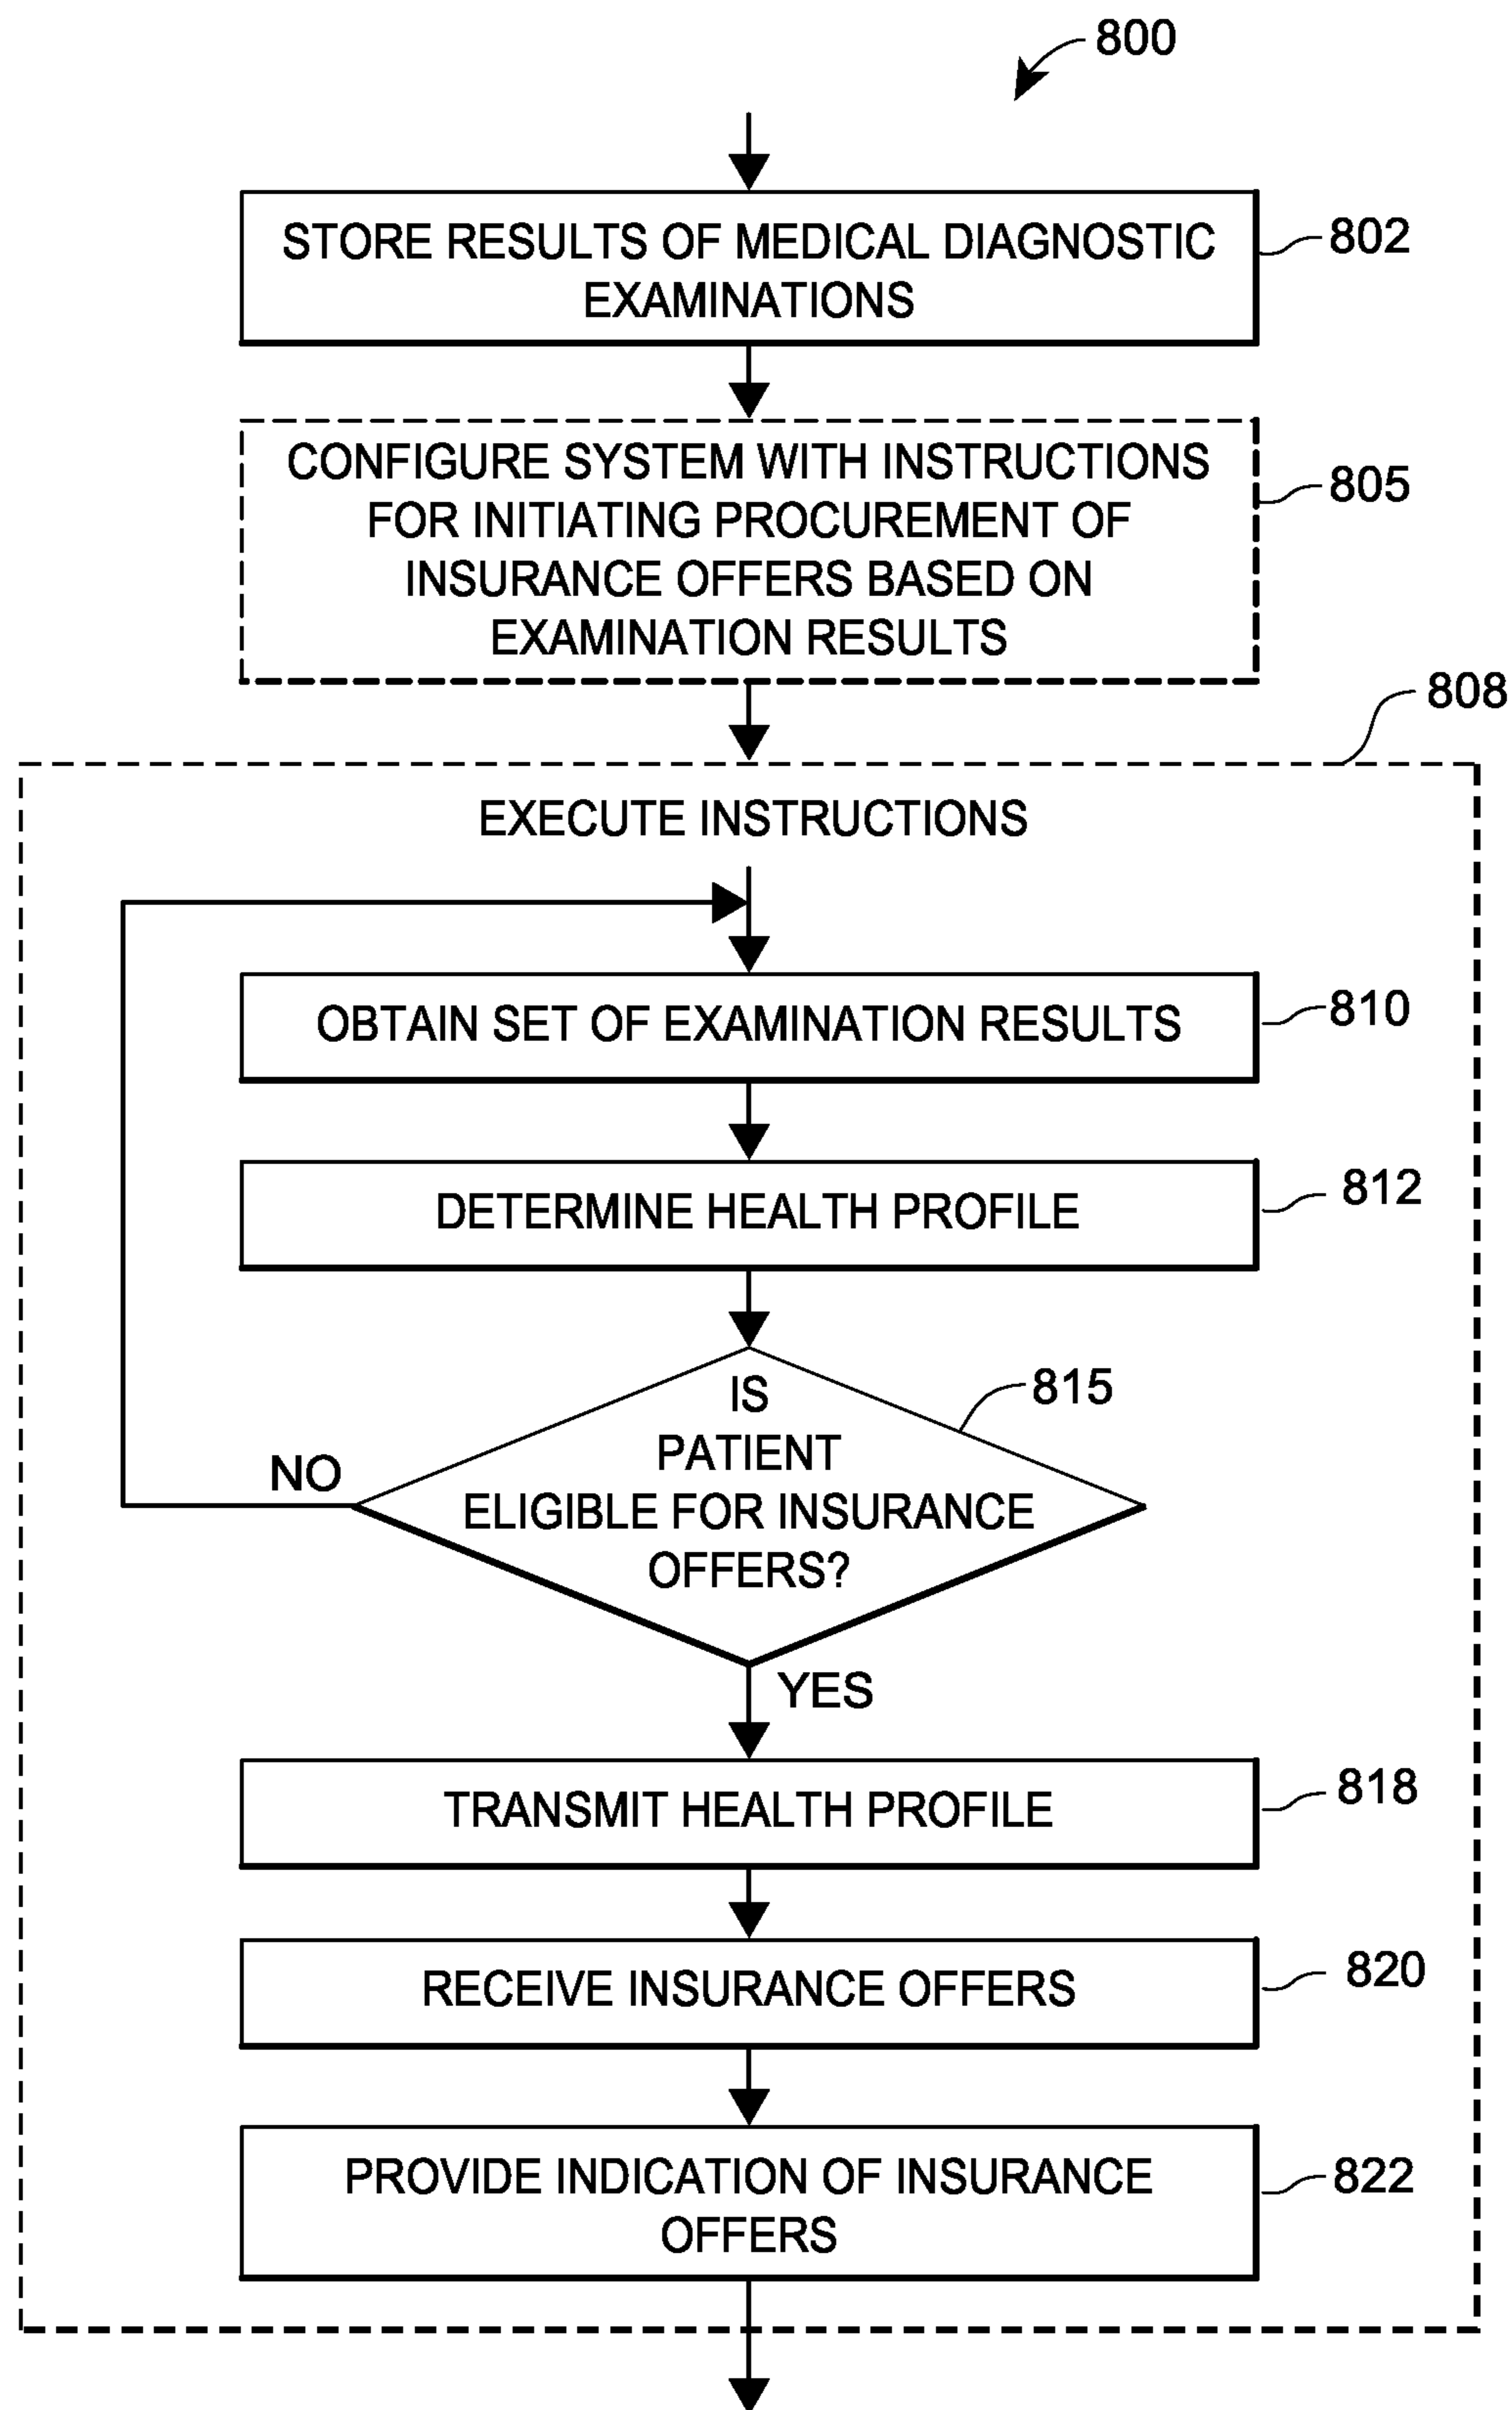 800
STORE RESULTS OF MEDICAL DIAGNOSTIC
EXAMINATIONS
802
CONFIGURE SYSTEM WITH INSTRUCTIONS
FOR INITIATING PROCUREMENT OF
INSURANCE OFFERS BASED ON
EXAMINATION RESULTS
805
808
EXECUTE INSTRUCTIONS
OBTAIN SET OF EXAMINATION RESULTS
810
DETERMINE HEALTH PROFILE
812
IS
PATIENT
ELIGIBLE FOR INSURANCE
OFFERS?
815
NO
YES
TRANSMIT HEALTH PROFILE
818
RECEIVE INSURANCE OFFERS
820
PROVIDE INDICATION OF INSURANCE
OFFERS
822